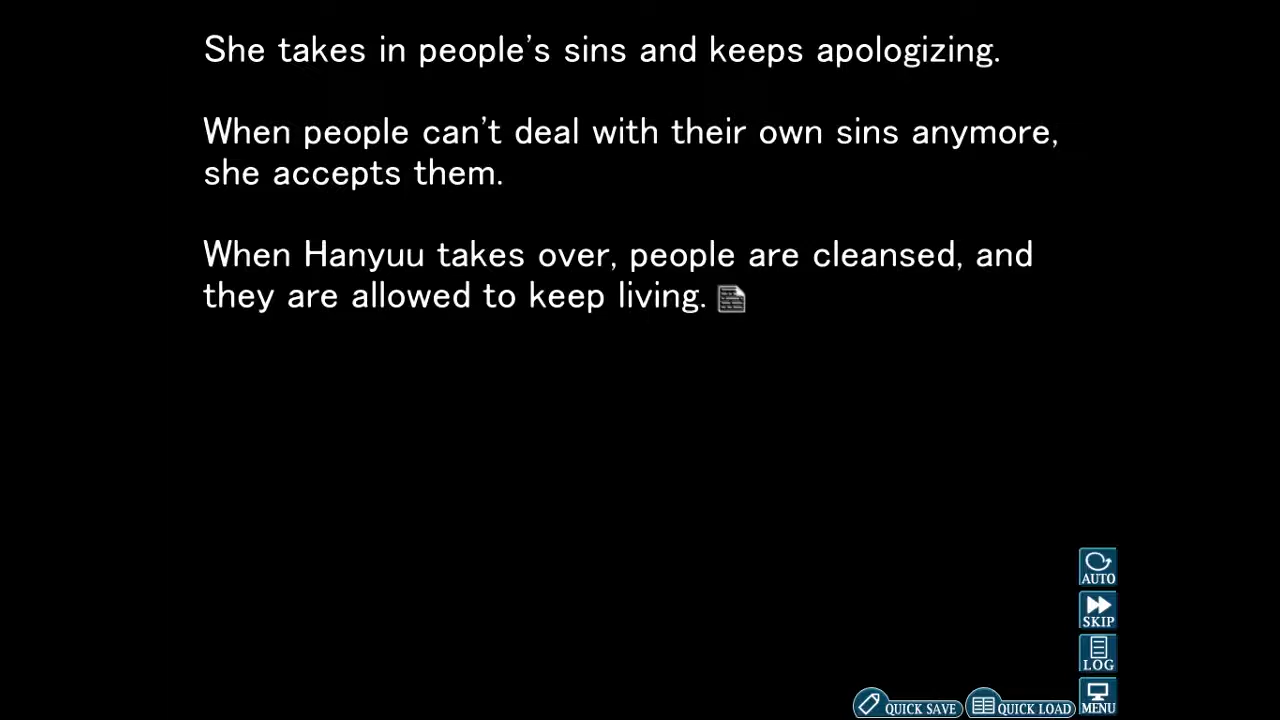 She takes in people's sins and keeps apologizing.
When people can't deal with their own sins anymore,
she accepts them.
When Hanyuu takes over, people are cleansed, and
they are allowed to keep living.
AUTO
SKIP
LOG
MENU
QUICK SAVE
QUICK LOAD